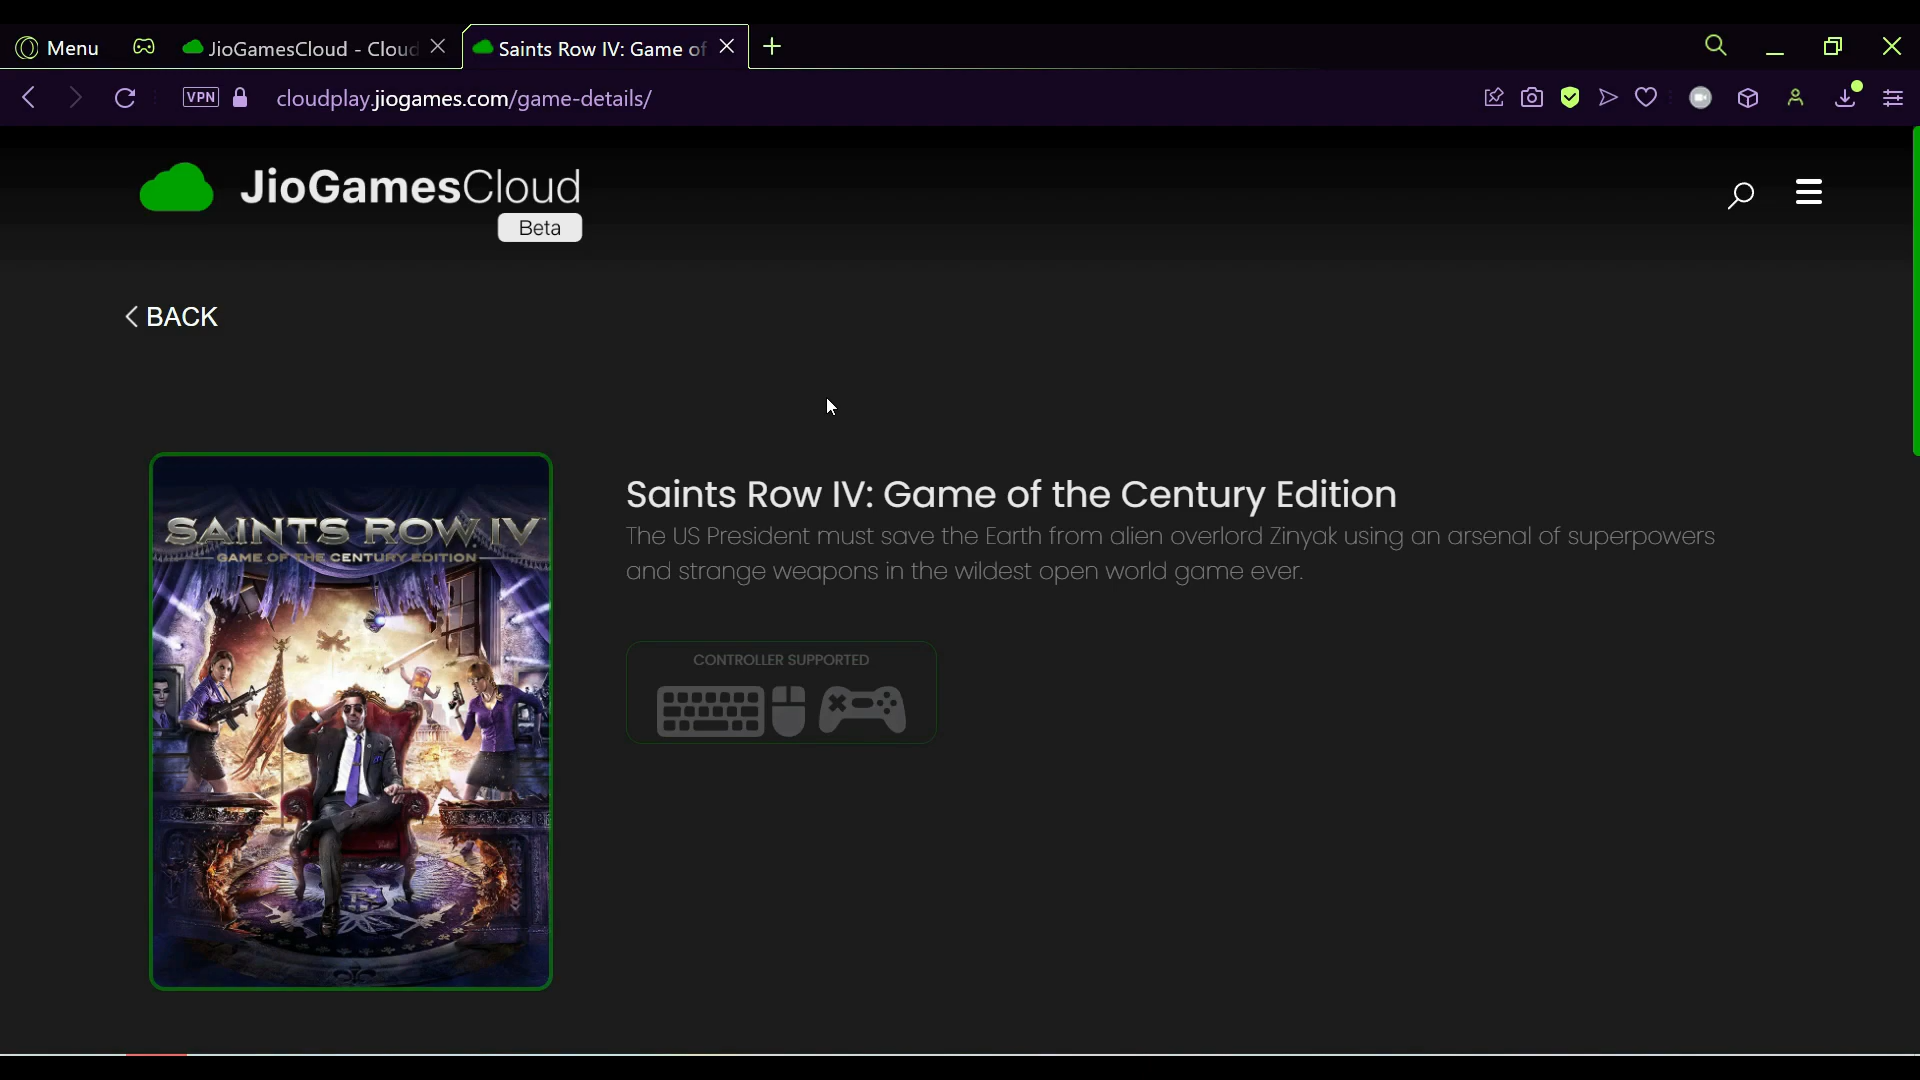 Menu
JioGamesCloud - Cloud
Saints Row IV: Game of
VPN
cloudplay.jiogames.com/game-details/
JioGamesCloud
Beta
BACK
SAINTS ROW IV
GAME OF THE CENTURY EDITION
Saints Row IV: Game of the Century Edition
The US President must save the Earth from alien overlord Zinyak using an arsenal of superpowers
and strange weapons in the wildest open world game ever.
CONTROLLER SUPPORTED